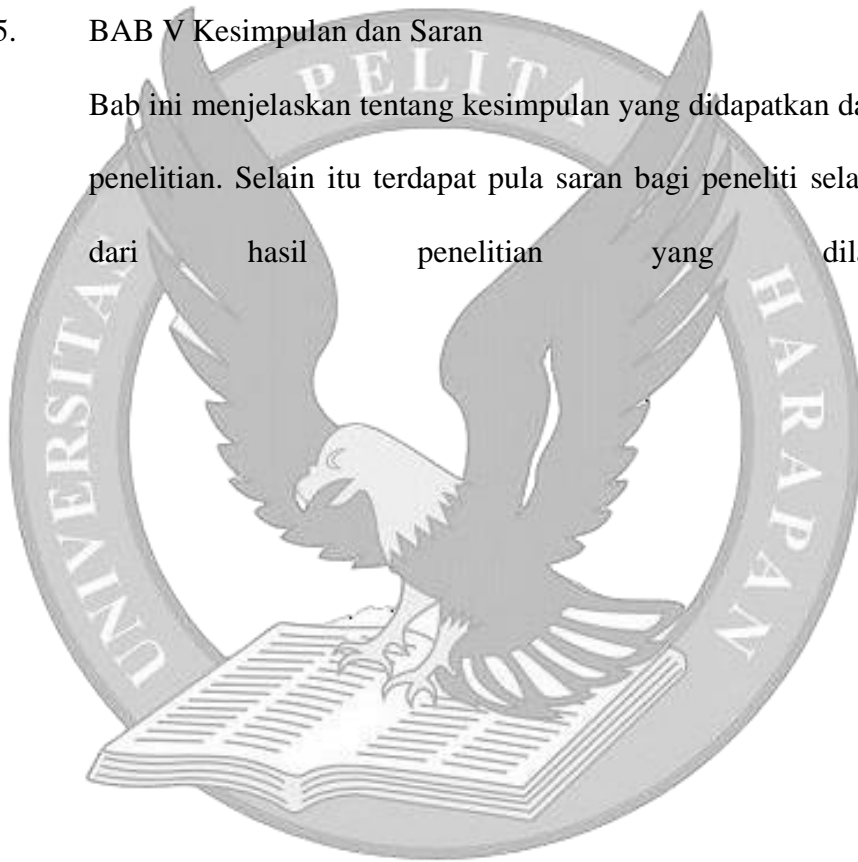 5. BAB V Kesimpulan dan Saran
Bab ini menjelaskan tentang kesimpulan yang didapatkan
penelitian. Selain itu terdapat pula saran bagi peneliti
dari hasil penelitian yang
UNIVERSITAS PELITA HARAPAN